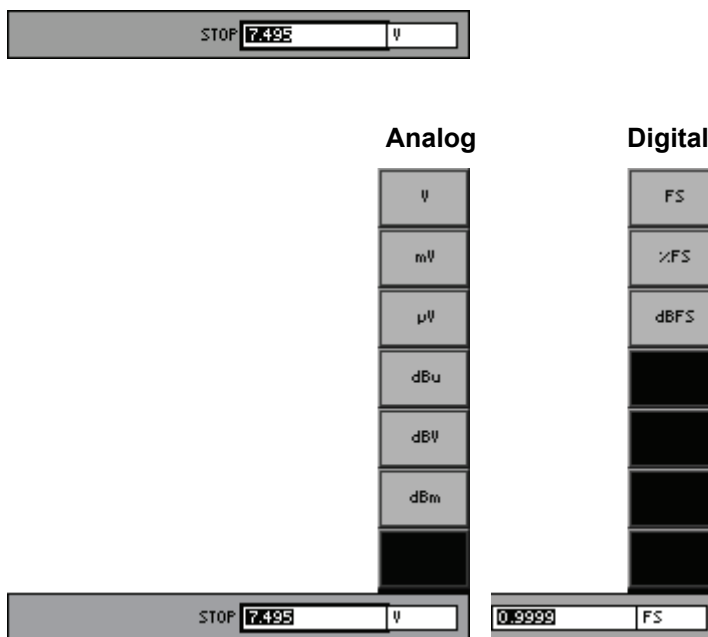 STOP 7.495 V
Analog Digital
V FS
mV %FS
µV dBFS
dBu
dBV
dBm
STOP 7.495 V 0.9999 FS